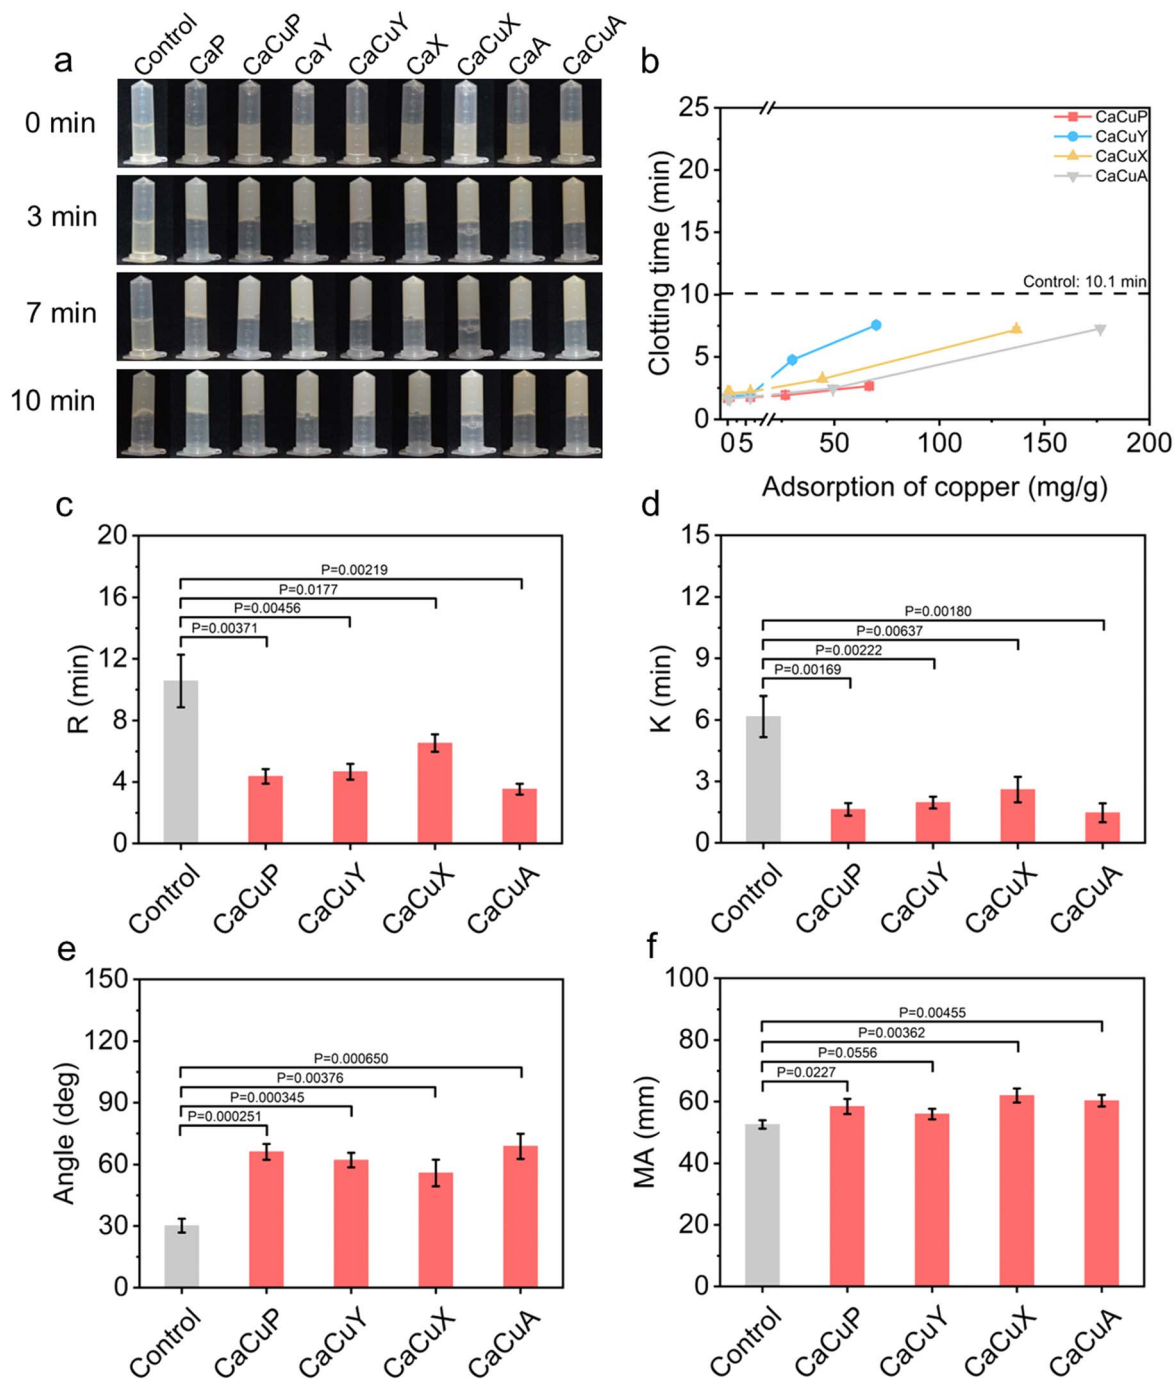 a
Control
CaP
CaCuP
CaY
CaCuY
CaX
CaCuX
CaA
CaCuA
0 min
3 min
7 min
10 min
b
Clotting time (min)
25
20
15
10
5
0
CaCuP
CaCuY
CaCuX
CaCuA
Control: 10.1 min
0 5 50 100 150 200
Adsorption of copper (mg/g)
c
R (min)
20
16
12
8
4
0
P=0.00219
P=0.0177
P=0.00456
P=0.00371
Control
CaCuP
CaCuY
CaCuX
CaCuA
d
K (min)
15
12
9
6
3
0
P=0.00180
P=0.00637
P=0.00222
P=0.00169
Control
CaCuP
CaCuY
CaCuX
CaCuA
e
Angle (deg)
150
120
90
60
30
0
P=0.000650
P=0.00376
P=0.000345
P=0.000251
Control
CaCuP
CaCuY
CaCuX
CaCuA
f
MA (mm)
100
80
60
40
20
0
P=0.00455
P=0.00362
P=0.0556
P=0.0227
Control
CaCuP
CaCuY
CaCuX
CaCuA